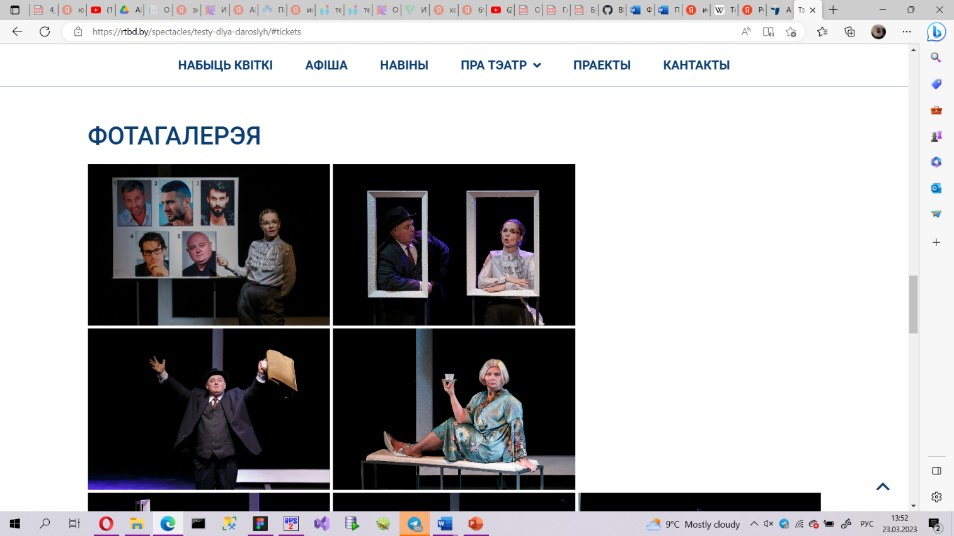 https://rtbd.by/spectacles/testy-dlya-daroslyh/#tickets
НАБЫЦЬ КВІТКІ АФІША НАВІНЫ ПРА ТЭАТР ПРАЕКТЫ КАНТАКТЫ
ФОТАГАЛЕРЭЯ
9°C Mostly cloudy
РУС
13:52
23.03.2023